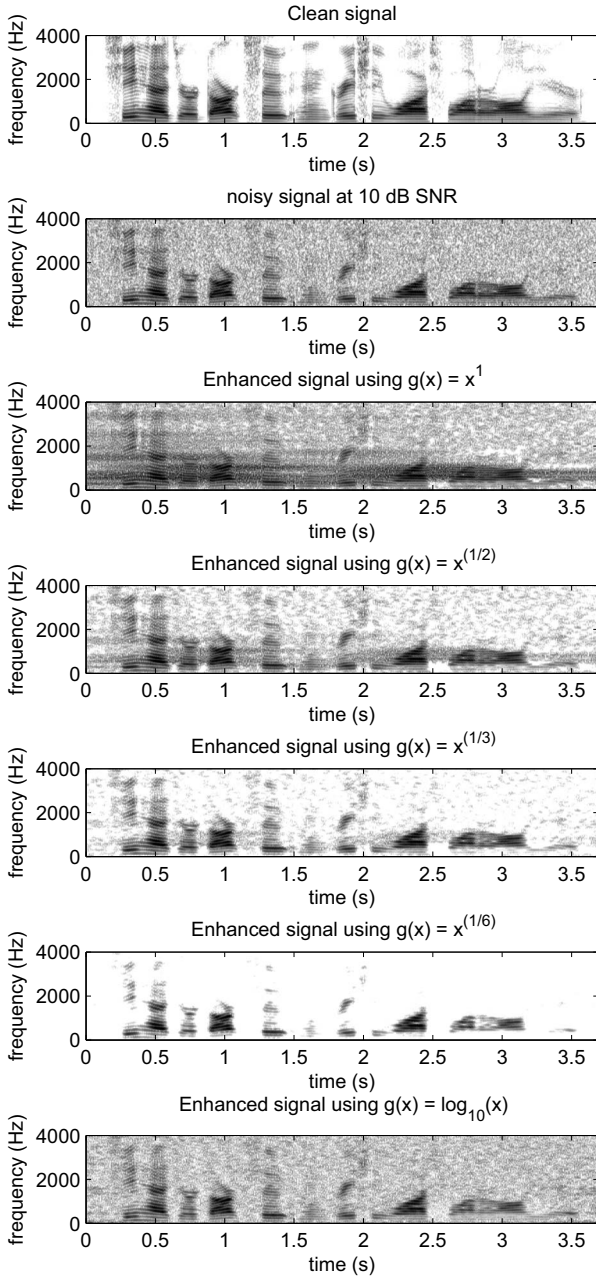 Clean signal
frequency (Hz)
4000
2000
0
0 0.5 1 1.5 2 2.5 3 3.5
time (s)
noisy signal at 10 dB SNR
frequency (Hz)
4000
2000
0
0 0.5 1 1.5 2 2.5 3 3.5
time (s)
Enhanced signal using g(x) = x^1
frequency (Hz)
4000
2000
0
0 0.5 1 1.5 2 2.5 3 3.5
time (s)
Enhanced signal using g(x) = x^(1/2)
frequency (Hz)
4000
2000
0
0 0.5 1 1.5 2 2.5 3 3.5
time (s)
Enhanced signal using g(x) = x^(1/3)
frequency (Hz)
4000
2000
0
0 0.5 1 1.5 2 2.5 3 3.5
time (s)
Enhanced signal using g(x) = x^(1/6)
frequency (Hz)
4000
2000
0
0 0.5 1 1.5 2 2.5 3 3.5
time (s)
Enhanced signal using g(x) = log_10(x)
frequency (Hz)
4000
2000
0
0 0.5 1 1.5 2 2.5 3 3.5
time (s)